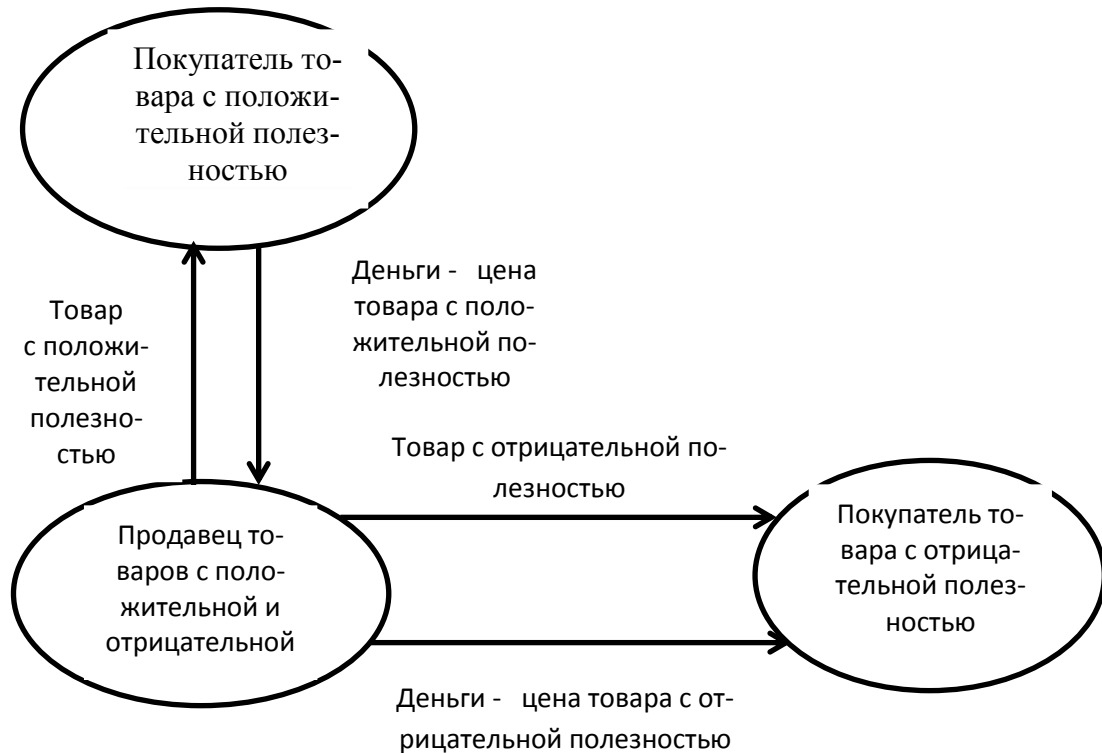 Покупатель то-
вара с положи-
тельной полез-
ностью
Деньги - цена
товара с поло-
жительной по-
лезностью
Товар
с положи-
тельной
полезно-
стью
Товар с отрицательной по-
лезностью
Продавец то-
варов с поло-
жительной и
отрицательной
Покупатель то-
вара с отрица-
тельной полез-
ностью
Деньги - цена товара с от-
рицательной полезностью